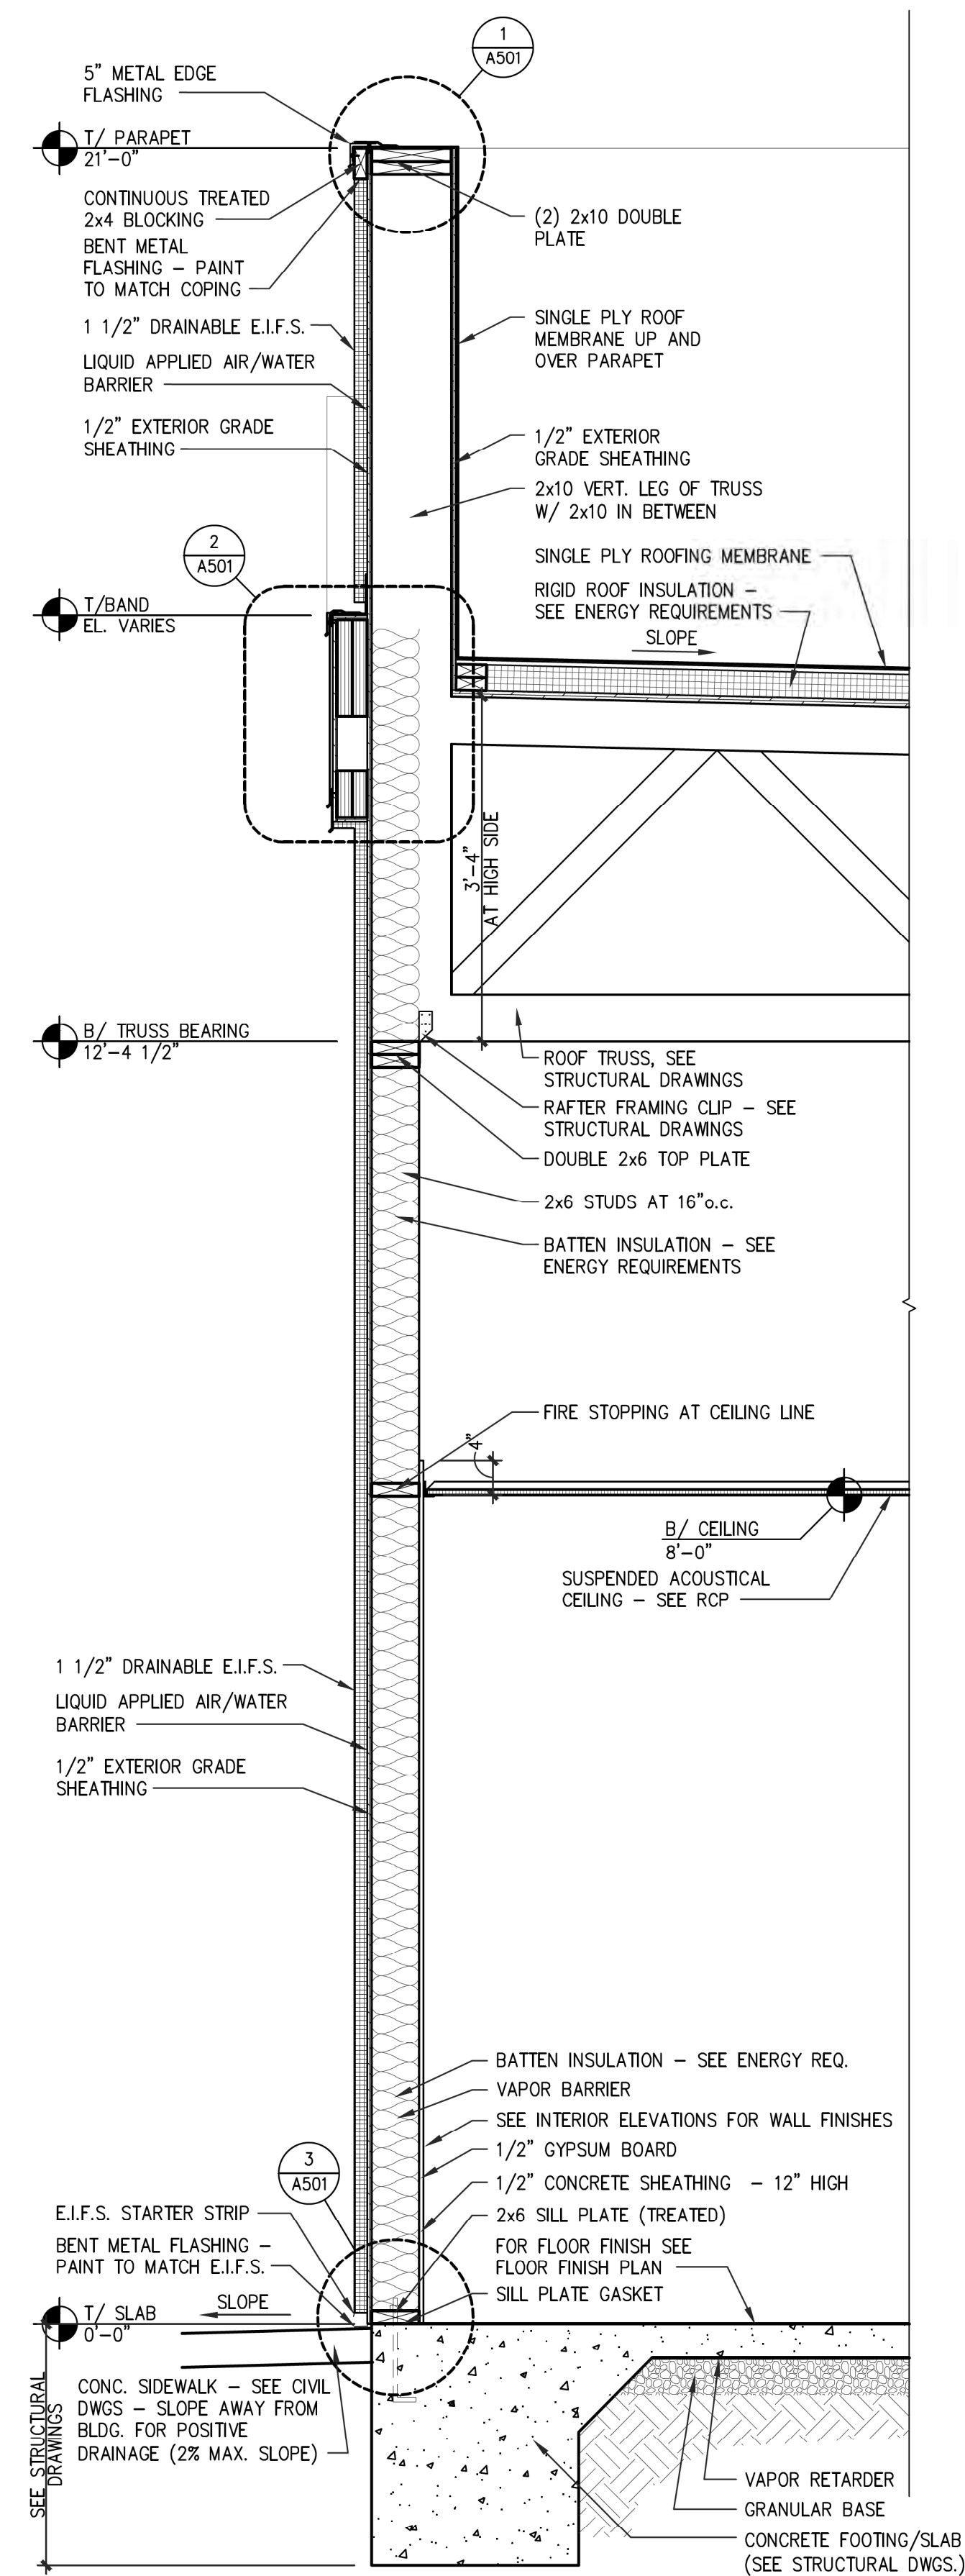 1
A501
5" METAL EDGE
FLASHING
T/ PARAPET
21'-0"
CONTINUOUS TREATED
2x4 BLOCKING
BENT METAL
FLASHING – PAINT
TO MATCH COPING
(2) 2x10 DOUBLE
PLATE
1 1/2" DRAINABLE E.I.F.S.
SINGLE PLY ROOF
MEMBRANE UP AND
OVER PARAPET
LIQUID APPLIED AIR/WATER
BARRIER
1/2" EXTERIOR GRADE
SHEATHING
1/2" EXTERIOR
GRADE SHEATHING
2x10 VERT. LEG OF TRUSS
W/ 2x10 IN BETWEEN
2
A501
SINGLE PLY ROOFING MEMBRANE
RIGID ROOF INSULATION –
SEE ENERGY REQUIREMENTS
T/BAND
EL. VARIES
SLOPE
3'-4"
AT HIGH SIDE
B/ TRUSS BEARING
12'-4 1/2"
ROOF TRUSS, SEE
STRUCTURAL DRAWINGS
RAFTER FRAMING CLIP – SEE
STRUCTURAL DRAWINGS
DOUBLE 2x6 TOP PLATE
2x6 STUDS AT 16"o.c.
BATTEN INSULATION – SEE
ENERGY REQUIREMENTS
FIRE STOPPING AT CEILING LINE
4"
B/ CEILING
8'-0"
SUSPENDED ACOUSTICAL
CEILING – SEE RCP
1 1/2" DRAINABLE E.I.F.S.
LIQUID APPLIED AIR/WATER
BARRIER
1/2" EXTERIOR GRADE
SHEATHING
BATTEN INSULATION – SEE ENERGY REQ.
VAPOR BARRIER
SEE INTERIOR ELEVATIONS FOR WALL FINISHES
1/2" GYPSUM BOARD
1/2" CONCRETE SHEATHING – 12" HIGH
2x6 SILL PLATE (TREATED)
FOR FLOOR FINISH SEE
FLOOR FINISH PLAN
SILL PLATE GASKET
3
A501
E.I.F.S. STARTER STRIP
BENT METAL FLASHING –
PAINT TO MATCH E.I.F.S.
T/ SLAB
0'-0"
SLOPE
CONC. SIDEWALK – SEE CIVIL
DWGS – SLOPE AWAY FROM
BLDG. FOR POSITIVE
DRAINAGE (2% MAX. SLOPE)
SEE STRUCTURAL
DRAWINGS
VAPOR RETARDER
GRANULAR BASE
CONCRETE FOOTING/SLAB
(SEE STRUCTURAL DWGS.)